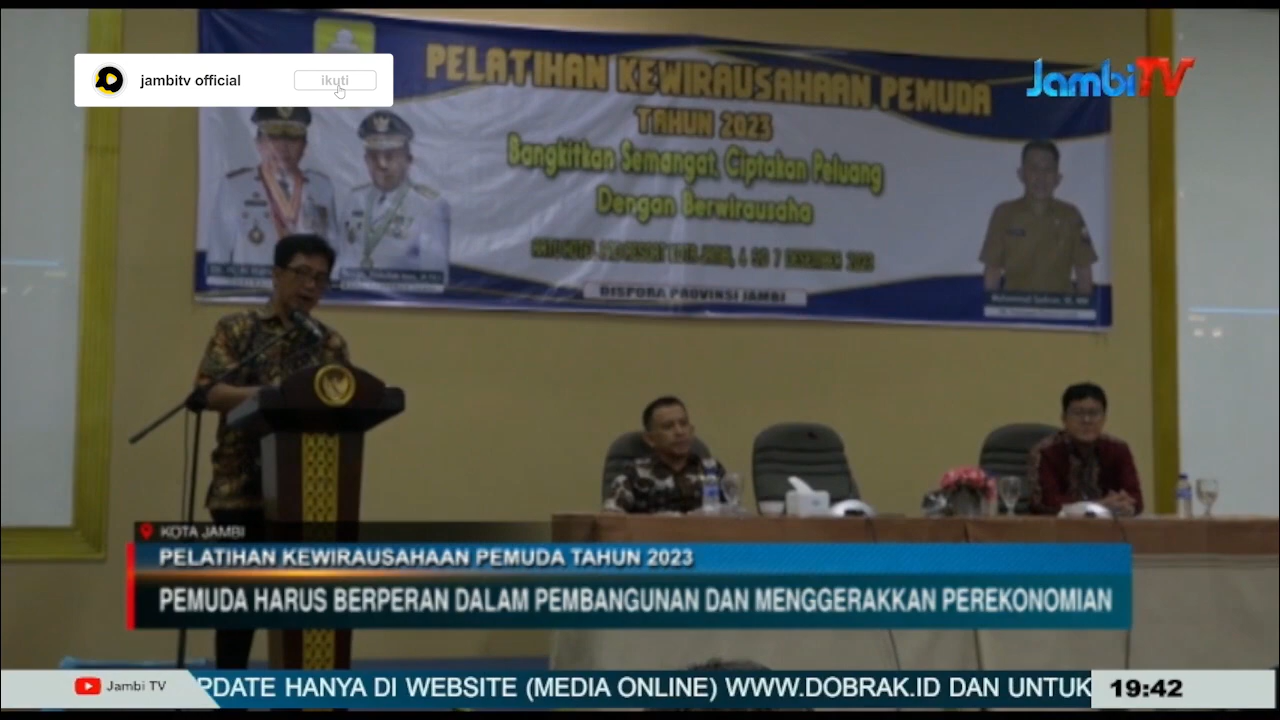 PELATIHAN KEWIRAUSAHAAN PEMUDA
TAHUN 2023
Bangkitkan Semangat, Ciptakan Peluang
Dengan Berwirausaha
DISPORA PROVINSI JAMBI
jambitv official
ikuti
JambiTV
KOTA JAMBI
PELATIHAN KEWIRAUSAHAAN PEMUDA TAHUN 2023
PEMUDA HARUS BERPERAN DALAM PEMBANGUNAN DAN MENGGERAKKAN PEREKONOMIAN
Jambi TV
PDATE HANYA DI WEBSITE (MEDIA ONLINE) WWW.DOBRAK.ID DAN UNTUK
19:42